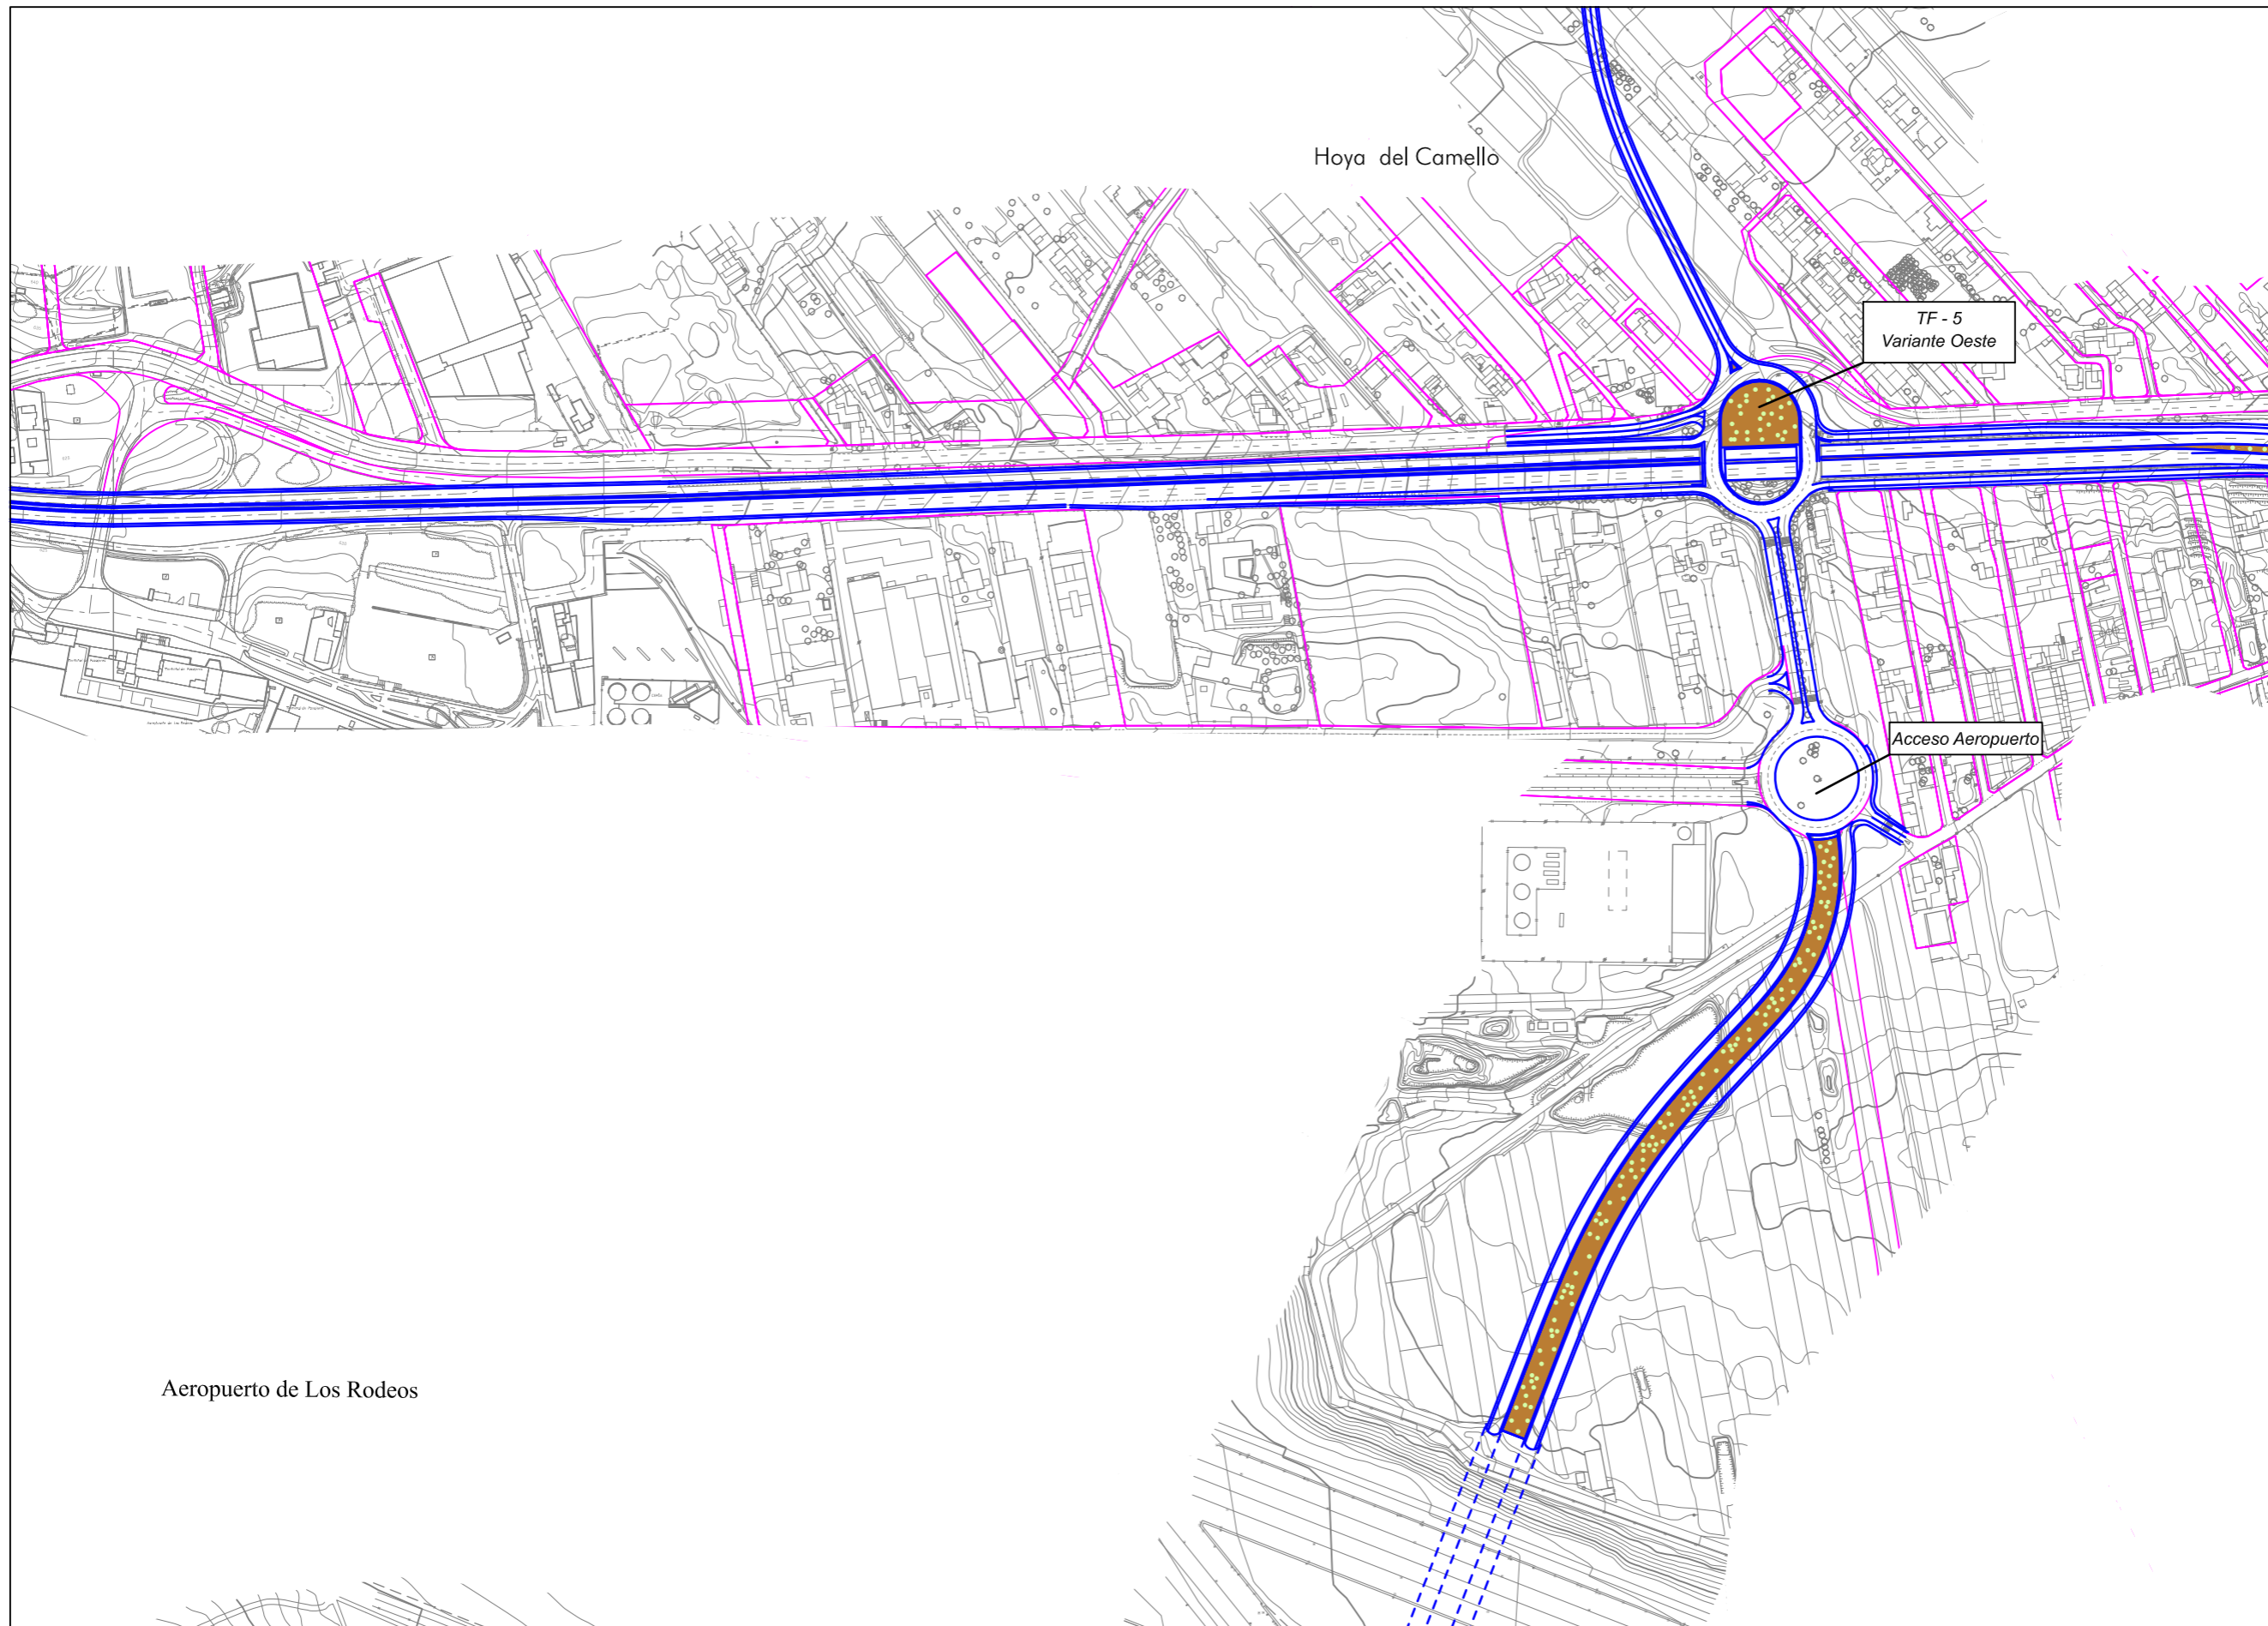 Hoya del Camello
TF - 5
Variante Oeste
Acceso Aeropuerto
Aeropuerto de Los Rodeos